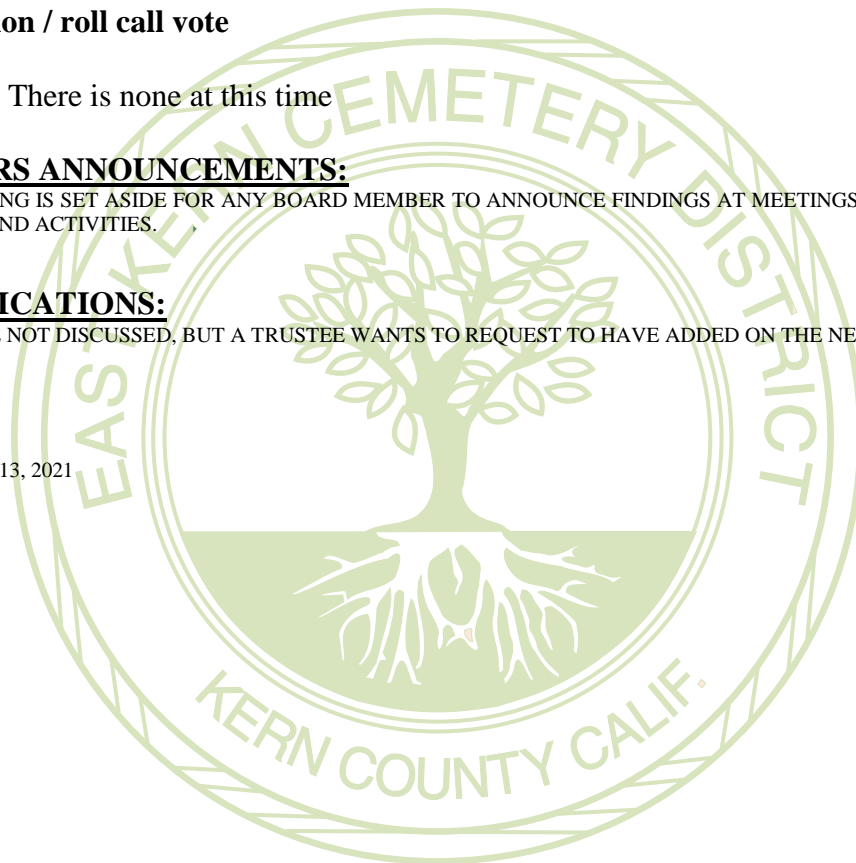 on / roll call vote
There is none at this time
RS ANNOUNCEMENTS:
NG IS SET ASIDE FOR ANY BOARD MEMBER TO ANNOUNCE FINDINGS AT MEETINGS
ND ACTIVITIES.
ICATIONS:
NOT DISCUSSED, BUT A TRUSTEE WANTS TO REQUEST TO HAVE ADDED ON THE NE
13, 2021
EAST KERN CEMETERY DISTRICT
KERN COUNTY CALIF.